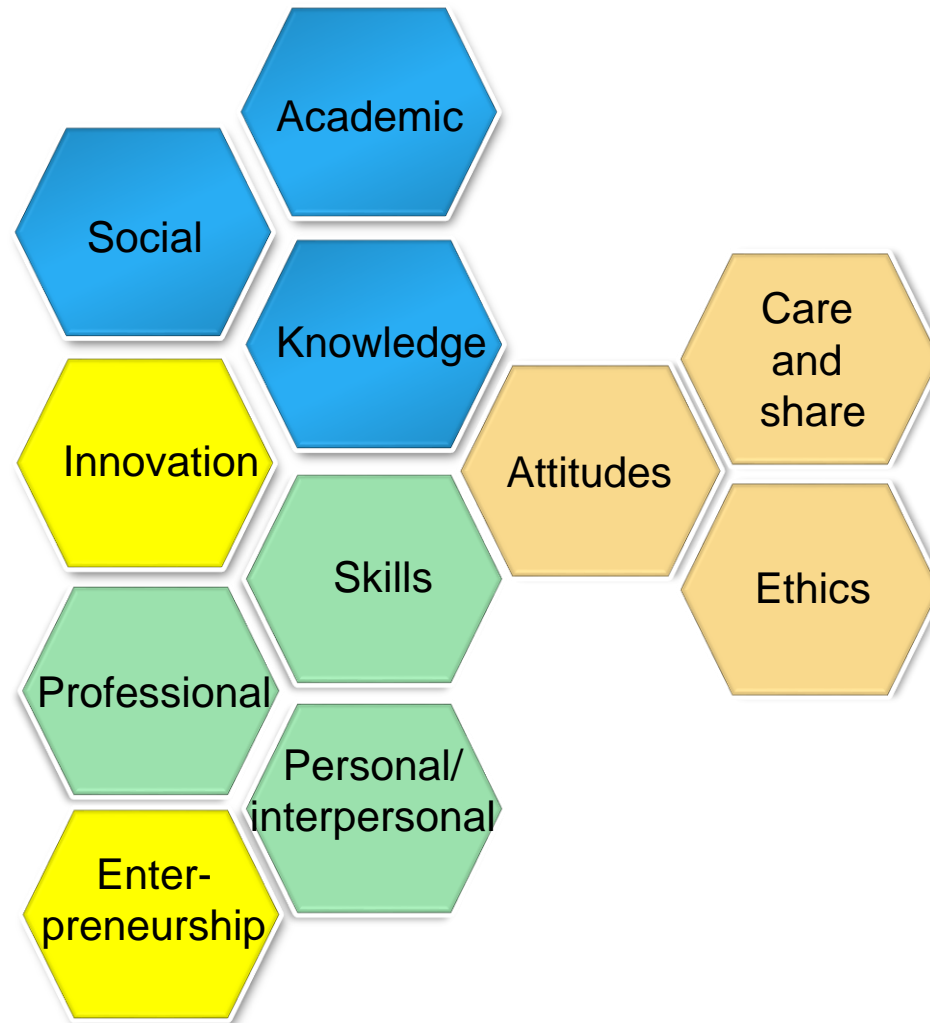 Academic
Social
Knowledge
Care
and
share
Innovation
Attitudes
Skills
Ethics
Professional
Personal/
interpersonal
Enter-
preneurship